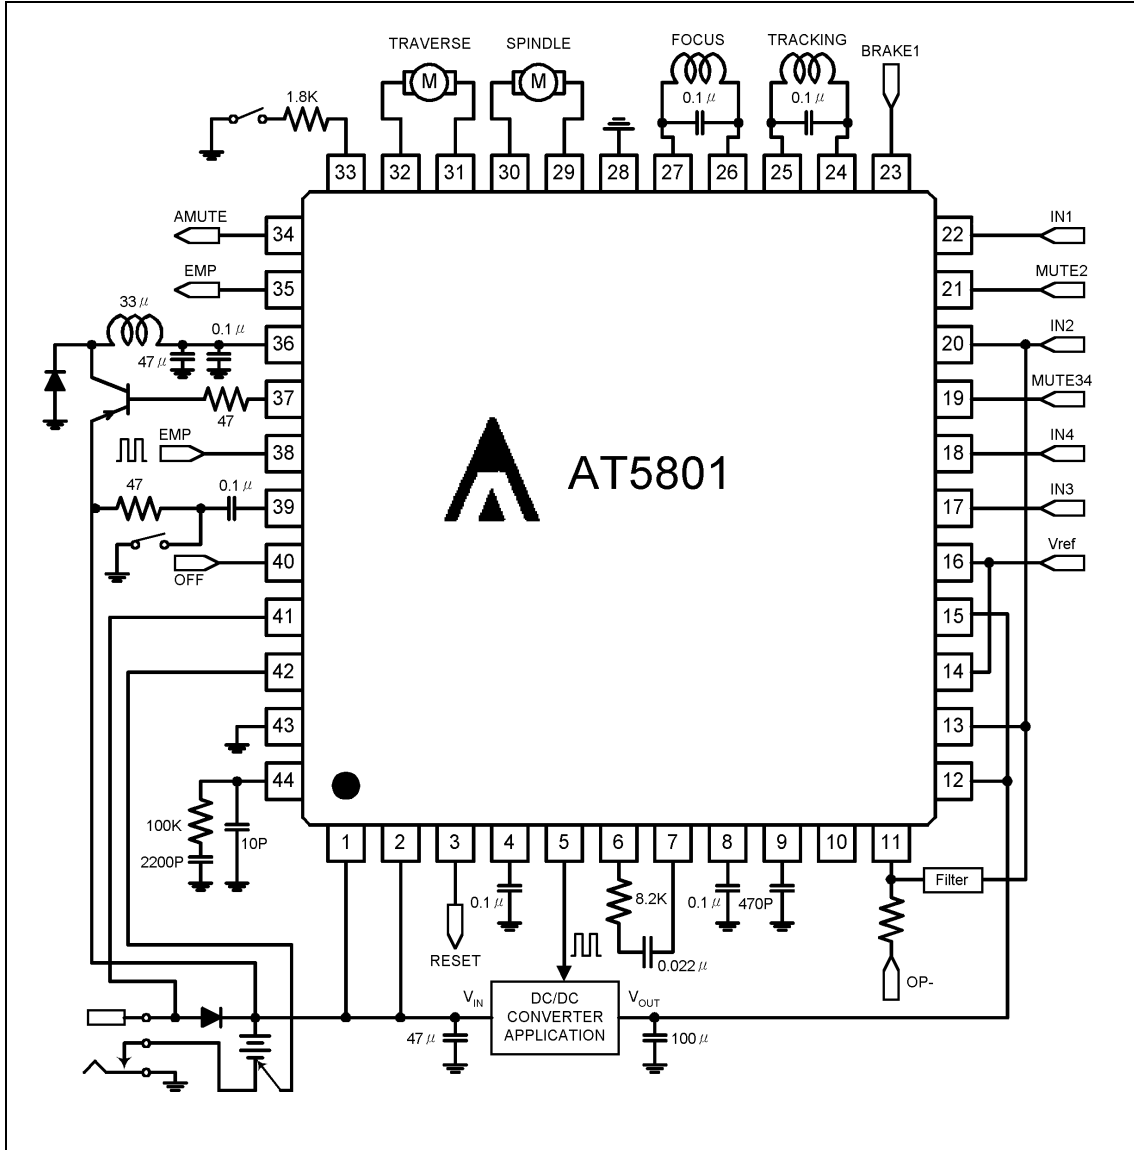 TRAVERSE SPINDLE FOCUS TRACKING BRAKE1
M M
1.8K 0.1μ 0.1μ
33 32 31 30 29 28 27 26 25 24 23
AMUTE 34 22 IN1
EMP 35 21 MUTE2
33μ
0.1μ
47μ 36 20 IN2
37 19 MUTE34
47
EMP 38 18 IN4
AT5801
47 0.1μ 39 17 IN3
OFF 40 16 Vref
41 15
42 14
43 13
44 12
100K 10P
2200P
1 2 3 4 5 6 7 8 9 10 11
Filter
0.1μ 8.2K 0.1μ 470P
RESET 0.022μ
OP-
VIN DC/DC CONVERTER APPLICATION VOUT
47μ 100μ